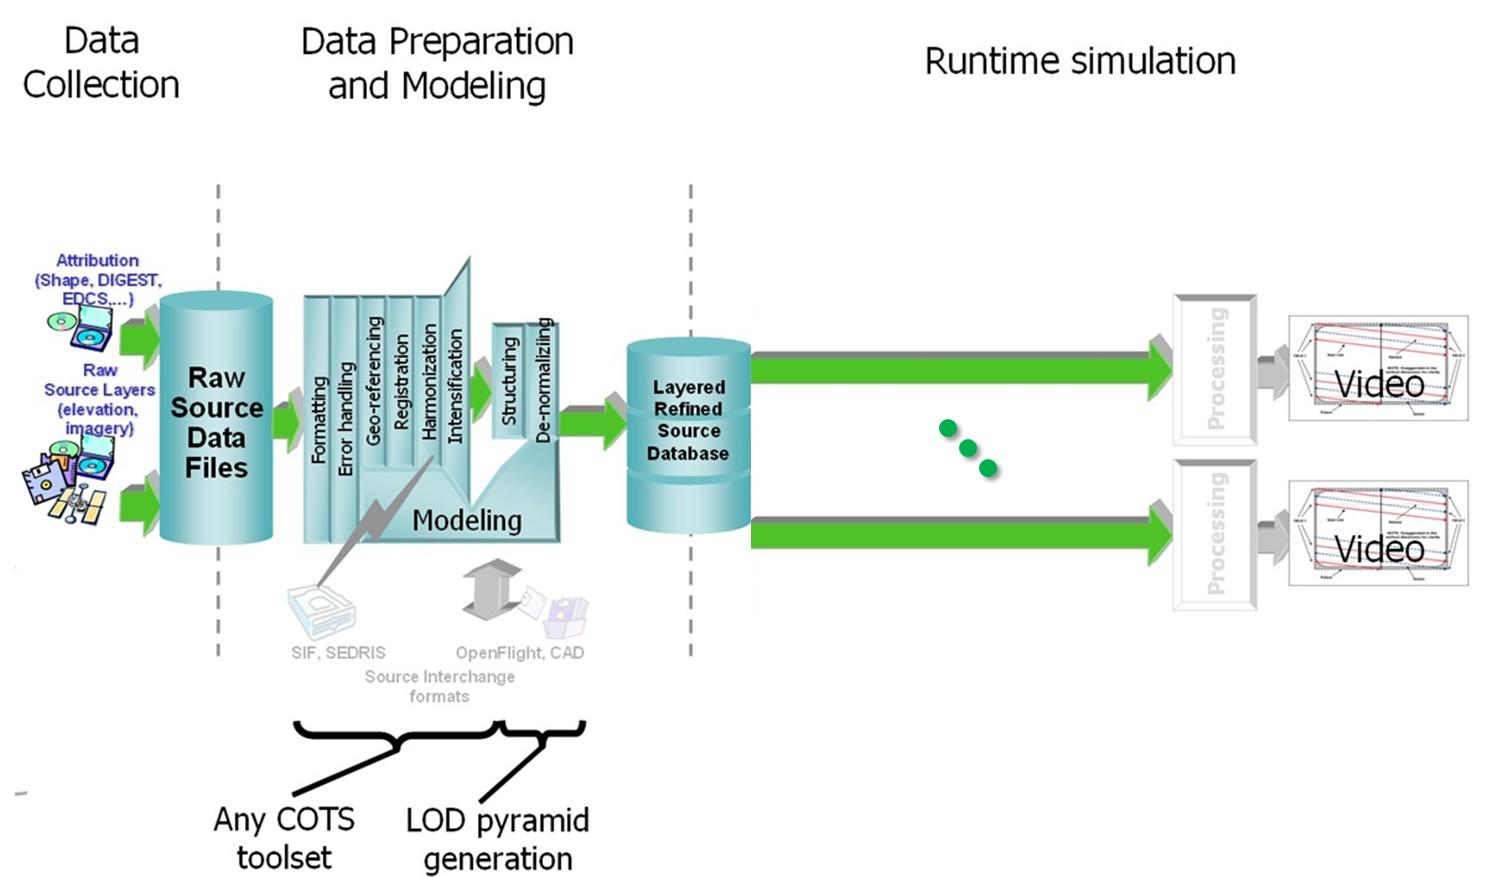 Data
Collection
Data Preparation
and Modeling
Runtime simulation
Attribution
(Shape, DIGEST,
EDCS,...)
Raw
Source Layers
(elevation,
imagery)
Raw
Source
Data
Files
Formatting
Error handling
Geo-referencing
Registration
Harmonization
Intensification
Structuring
De-normaliziing
Modeling
Layered
Refined
Source
Database
Processing
Video
Processing
Video
SIF, SEDRIS
OpenFlight, CAD
Source Interchange
formats
Any COTS
toolset
LOD pyramid
generation